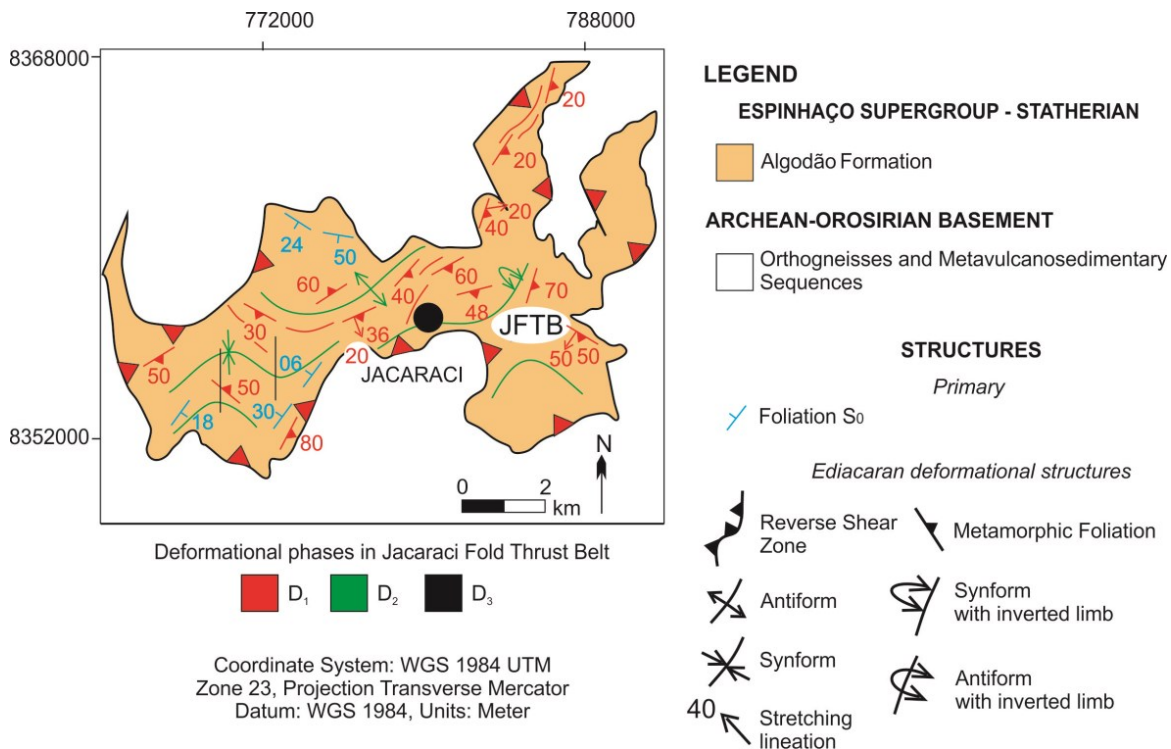 772000
788000
8368000
8352000
20
20
20
40
24
50
60
60
40
48
70
30
36
20
50
50
50
06
50
18
30
80
JFTB
JACARACI
N
0 2
km
Deformational phases in Jacaraci Fold Thrust Belt
D1
D2
D3
Coordinate System: WGS 1984 UTM
Zone 23, Projection Transverse Mercator
Datum: WGS 1984, Units: Meter
LEGEND
ESPINHAÇO SUPERGROUP - STATHERIAN
Algodão Formation
ARCHEAN-OROSIRIAN BASEMENT
Orthogneisses and Metavulcanosedimentary
Sequences
STRUCTURES
Primary
Foliation S0
Ediacaran deformational structures
Reverse Shear
Zone
Metamorphic Foliation
Antiform
Synform
with inverted limb
Synform
Antiform
with inverted limb
40
Stretching
lineation